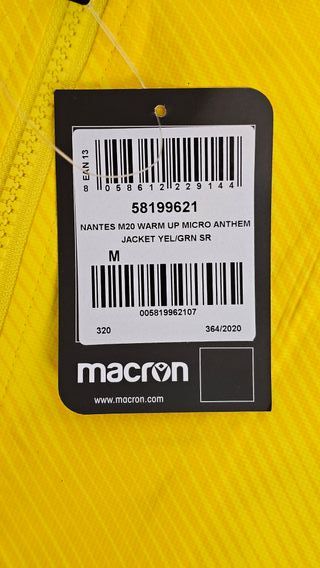 EAN 13
8 058612 229144
58199621
NANTES M20 WARM UP MICRO ANTHEM
JACKET YEL/GRN SR
M
005819962107
320 364/2020
macron
www.macron.com